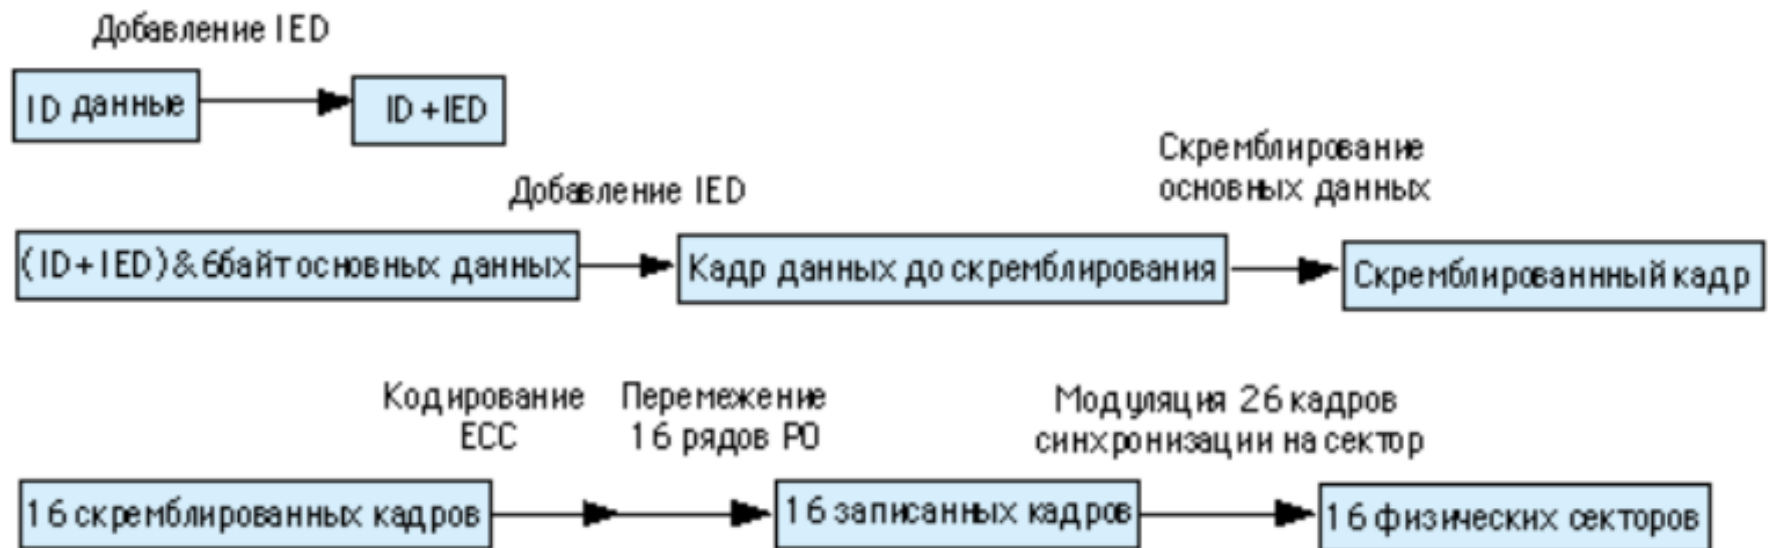 Добавление IED
ID данные
ID+IED
Скремблирование
основных данных
Добавление IED
(ID+IED)&6байт основных данных
Кадр данных до скремблирования
Скремблированнный кадр
Кодирование
ECC
Перемежение
16 рядов PO
Модуляция 26 кадров
синхронизации на сектор
16 скремблированных кадров
16 записанных кадров
16 физических секторов